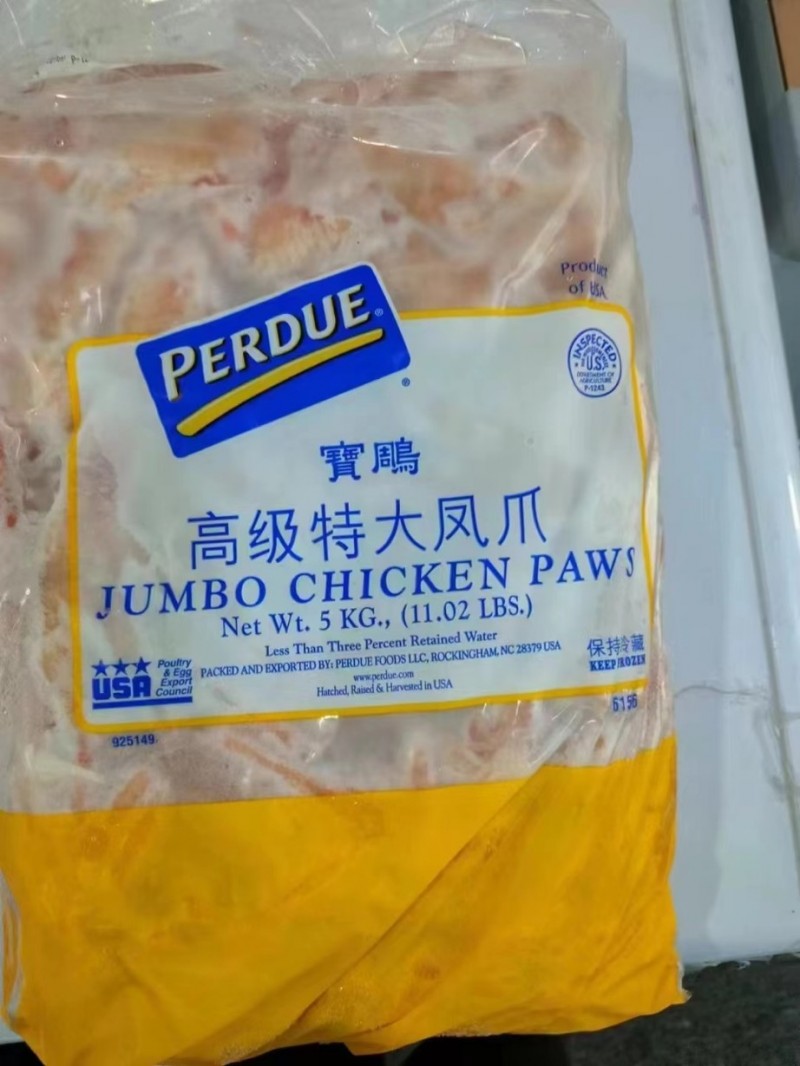 Product
of USA
PERDUE®
®
INSPECTED
U.S.
DEPARTMENT OF
AGRICULTURE
P-1243
寶鵰
高级特大凤爪
JUMBO CHICKEN PAWS
Net Wt. 5 KG., (11.02 LBS.)
Less Than Three Percent Retained Water
PACKED AND EXPORTED BY: PERDUE FOODS LLC, ROCKINGHAM, NC 28379 USA
www.perdue.com
Hatched, Raised & Harvested in USA
USA
Poultry
& Egg
Export
Council
保持冷藏
KEEP FROZEN
6156
925149